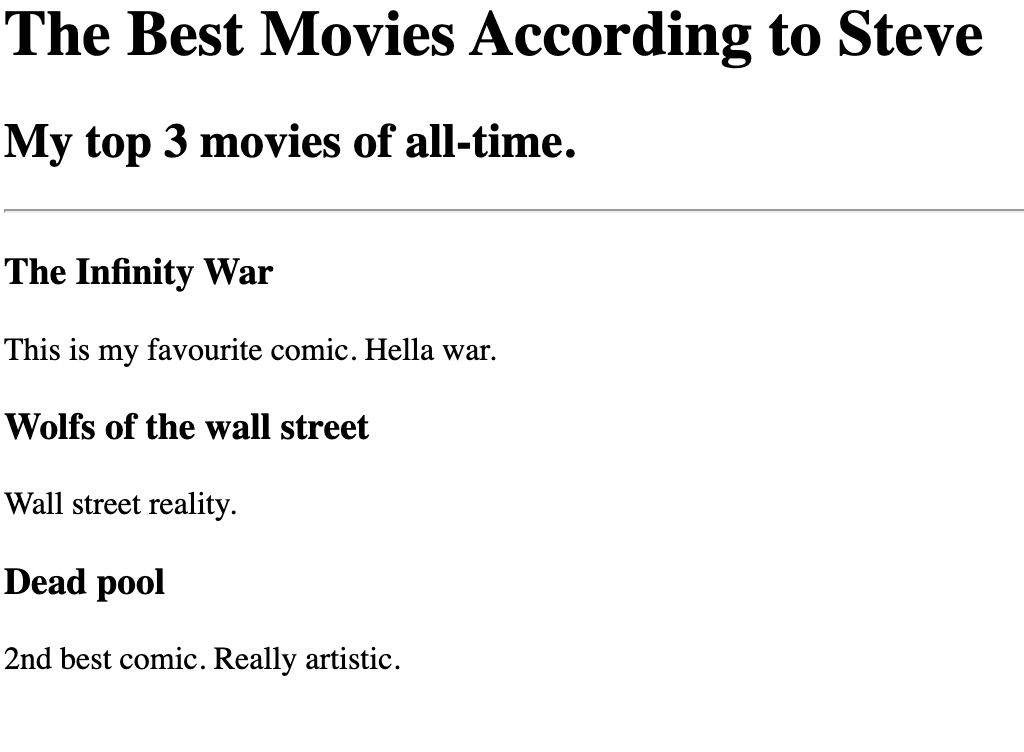 The Best Movies According to Steve
My top 3 movies of all-time.
The Infinity War
This is my favourite comic. Hella war.
Wolfs of the wall street
Wall street reality.
Dead pool
2nd best comic. Really artistic.